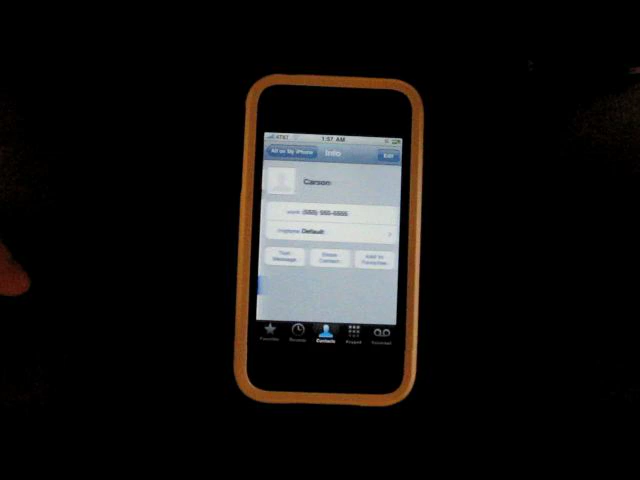 AT&T 1:57 AM
All on My iPhone Info Edit
Carson
work (555) 555-5555
ringtone Default
Text Message
Share Contact
Add to Favorites
Favorites Recents Contacts Keypad Voicemail